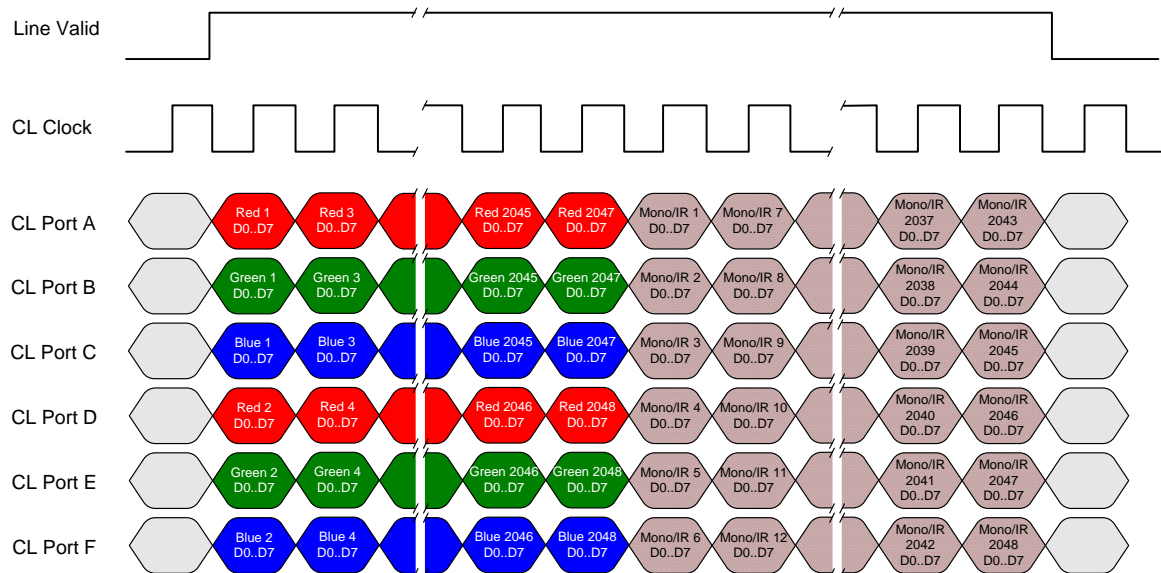 Line Valid
CL Clock
CL Port A
Red 1
D0..D7
Red 3
D0..D7
Red 2045
D0..D7
Red 2047
D0..D7
Mono/IR 1
D0..D7
Mono/IR 7
D0..D7
Mono/IR
2037
D0..D7
Mono/IR
2043
D0..D7
CL Port B
Green 1
D0..D7
Green 3
D0..D7
Green 2045
D0..D7
Green 2047
D0..D7
Mono/IR 2
D0..D7
Mono/IR 8
D0..D7
Mono/IR
2038
D0..D7
Mono/IR
2044
D0..D7
CL Port C
Blue 1
D0..D7
Blue 3
D0..D7
Blue 2045
D0..D7
Blue 2047
D0..D7
Mono/IR 3
D0..D7
Mono/IR 9
D0..D7
Mono/IR
2039
D0..D7
Mono/IR
2045
D0..D7
CL Port D
Red 2
D0..D7
Red 4
D0..D7
Red 2046
D0..D7
Red 2048
D0..D7
Mono/IR 4
D0..D7
Mono/IR 10
D0..D7
Mono/IR
2040
D0..D7
Mono/IR
2046
D0..D7
CL Port E
Green 2
D0..D7
Green 4
D0..D7
Green 2046
D0..D7
Green 2048
D0..D7
Mono/IR 5
D0..D7
Mono/IR 11
D0..D7
Mono/IR
2041
D0..D7
Mono/IR
2047
D0..D7
CL Port F
Blue 2
D0..D7
Blue 4
D0..D7
Blue 2046
D0..D7
Blue 2048
D0..D7
Mono/IR 6
D0..D7
Mono/IR 12
D0..D7
Mono/IR
2042
D0..D7
Mono/IR
2048
D0..D7